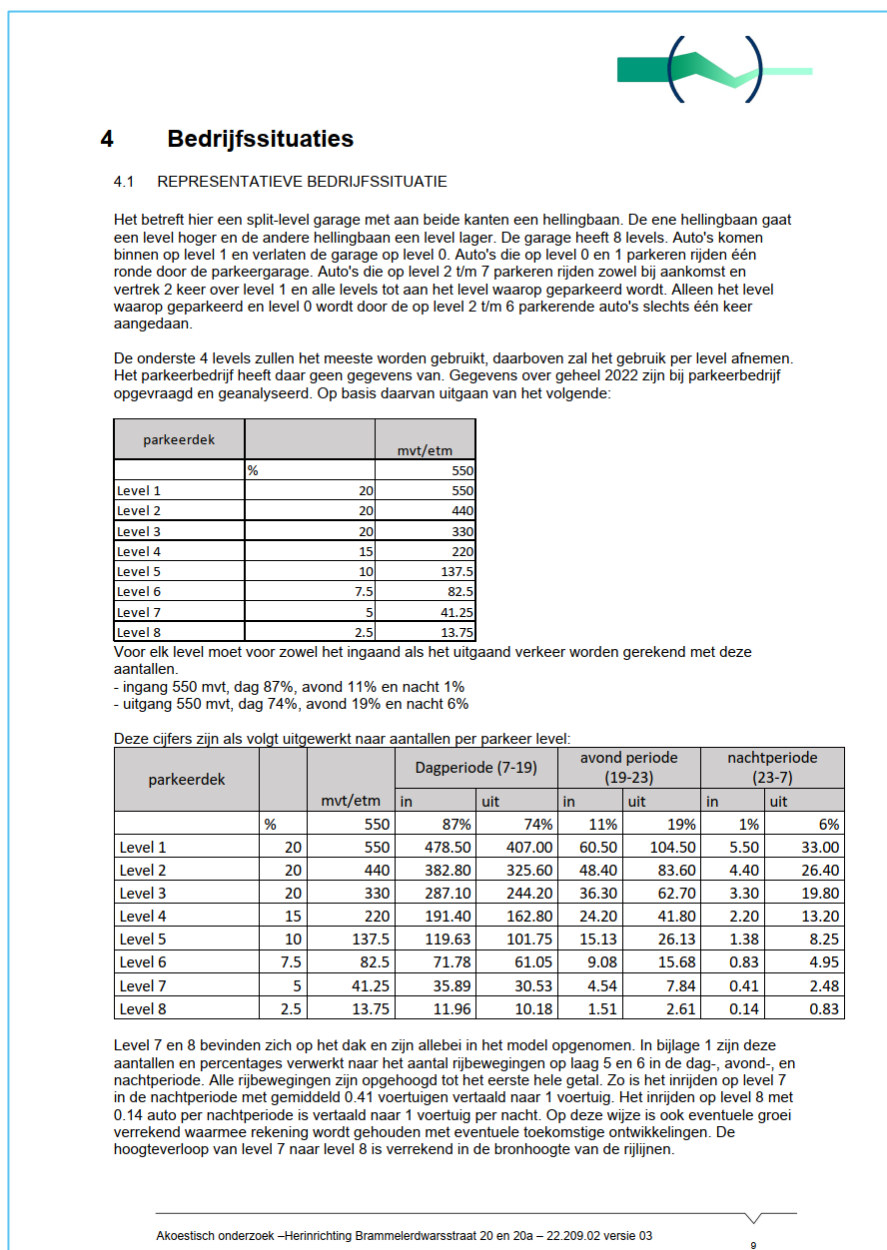 4 Bedrijfssituaties
4.1 REPRESENTATIEVE BEDRIJFSSITUATIE
Het betreft hier een split-level garage met aan beide kanten een hellingbaan. De ene hellingbaan gaat
een level hoger en de andere hellingbaan een level lager. De garage heeft 8 levels. Auto's komen
binnen op level 1 en verlaten de garage op level 0. Auto's die op level 0 en 1 parkeren rijden één
ronde door de parkeergarage. Auto's die op level 2 t/m 7 parkeren rijden zowel bij aankomst en
vertrek 2 keer over level 1 en alle levels tot aan het level waarop geparkeerd wordt. Alleen het level
waarop geparkeerd en level 0 wordt door de op level 2 t/m 6 parkerende auto's slechts één keer
aangedaan.
De onderste 4 levels zullen het meeste worden gebruikt, daarboven zal het gebruik per level afnemen.
Het parkeerbedrijf heeft daar geen gegevens van. Gegevens over geheel 2022 zijn bij parkeerbedrijf
opgevraagd en geanalyseerd. Op basis daarvan uitgaan van het volgende:
parkeerdek mvt/etm
% 550
Level 1 20 550
Level 2 20 440
Level 3 20 330
Level 4 15 220
Level 5 10 137.5
Level 6 7.5 82.5
Level 7 5 41.25
Level 8 2.5 13.75
Voor elk level moet voor zowel het ingaand als het uitgaand verkeer worden gerekend met deze
aantallen.
- ingang 550 mvt, dag 87%, avond 11% en nacht 1%
- uitgang 550 mvt, dag 74%, avond 19% en nacht 6%
Deze cijfers zijn als volgt uitgewerkt naar aantallen per parkeer level:
parkeerdek Dagperiode (7-19) avond periode (19-23) nachtperiode (23-7)
mvt/etm in uit in uit in uit
% 550 87% 74% 11% 19% 1% 6%
Level 1 20 550 478.50 407.00 60.50 104.50 5.50 33.00
Level 2 20 440 382.80 325.60 48.40 83.60 4.40 26.40
Level 3 20 330 287.10 244.20 36.30 62.70 3.30 19.80
Level 4 15 220 191.40 162.80 24.20 41.80 2.20 13.20
Level 5 10 137.5 119.63 101.75 15.13 26.13 1.38 8.25
Level 6 7.5 82.5 71.78 61.05 9.08 15.68 0.83 4.95
Level 7 5 41.25 35.89 30.53 4.54 7.84 0.41 2.48
Level 8 2.5 13.75 11.96 10.18 1.51 2.61 0.14 0.83
Level 7 en 8 bevinden zich op het dak en zijn allebei in het model opgenomen. In bijlage 1 zijn deze
aantallen en percentages verwerkt naar het aantal rijbewegingen op laag 5 en 6 in de dag-, avond-, en
nachtperiode. Alle rijbewegingen zijn opgehoogd tot het eerste hele getal. Zo is het inrijden op level 7
in de nachtperiode met gemiddeld 0.41 voertuigen vertaald naar 1 voertuig. Het inrijden op level 8 met
0.14 auto per nachtperiode is vertaald naar 1 voertuig per nacht. Op deze wijze is ook eventuele groei
verrekend waarmee rekening wordt gehouden met eventuele toekomstige ontwikkelingen. De
hoogteverloop van level 7 naar level 8 is verrekend in de bronhoogte van de rijlijnen.
Akoestisch onderzoek –Herinrichting Brammelerdwarsstraat 20 en 20a – 22.209.02 versie 03
9